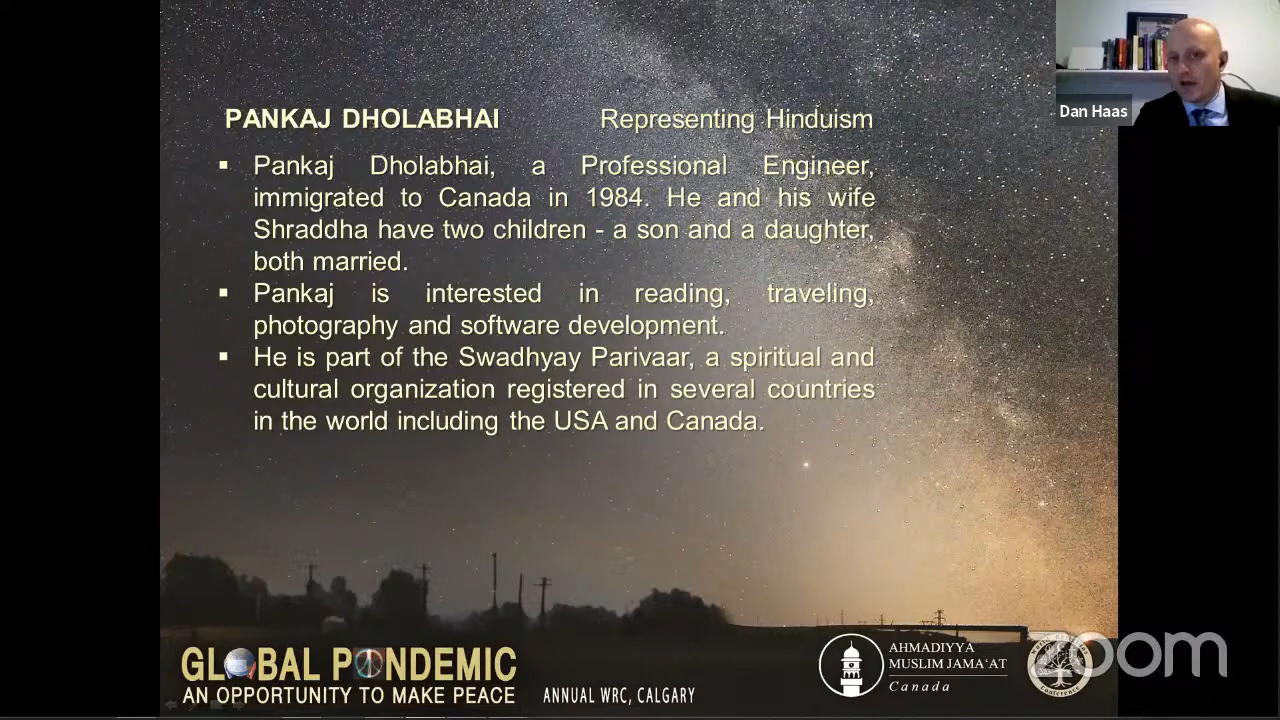 Dan Haas
PANKAJ DHOLABHAI Representing Hinduism
▪ Pankaj Dholabhai, a Professional Engineer,
immigrated to Canada in 1984. He and his wife
Shraddha have two children - a son and a daughter,
both married.
▪ Pankaj is interested in reading, traveling,
photography and software development.
▪ He is part of the Swadhyay Parivaar, a spiritual and
cultural organization registered in several countries
in the world including the USA and Canada.
GLOBAL PANDEMIC
AN OPPORTUNITY TO MAKE PEACE
ANNUAL WRC, CALGARY
AHMADIYYA
MUSLIM JAMA'AT
Canada
conference
zoom